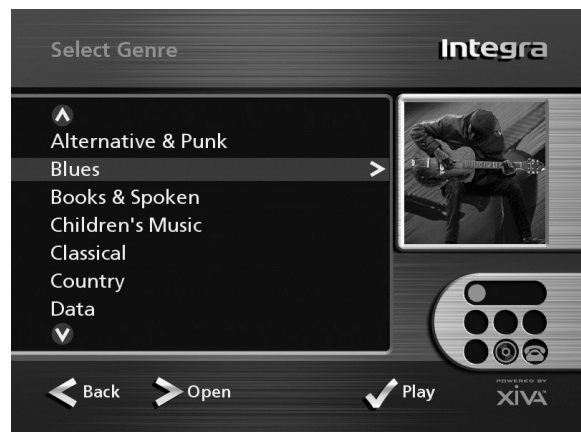 Select Genre
Integra
Alternative & Punk
Blues
Books & Spoken
Children's Music
Classical
Country
Data
Back
Open
Play
POWERED BY
XiVA